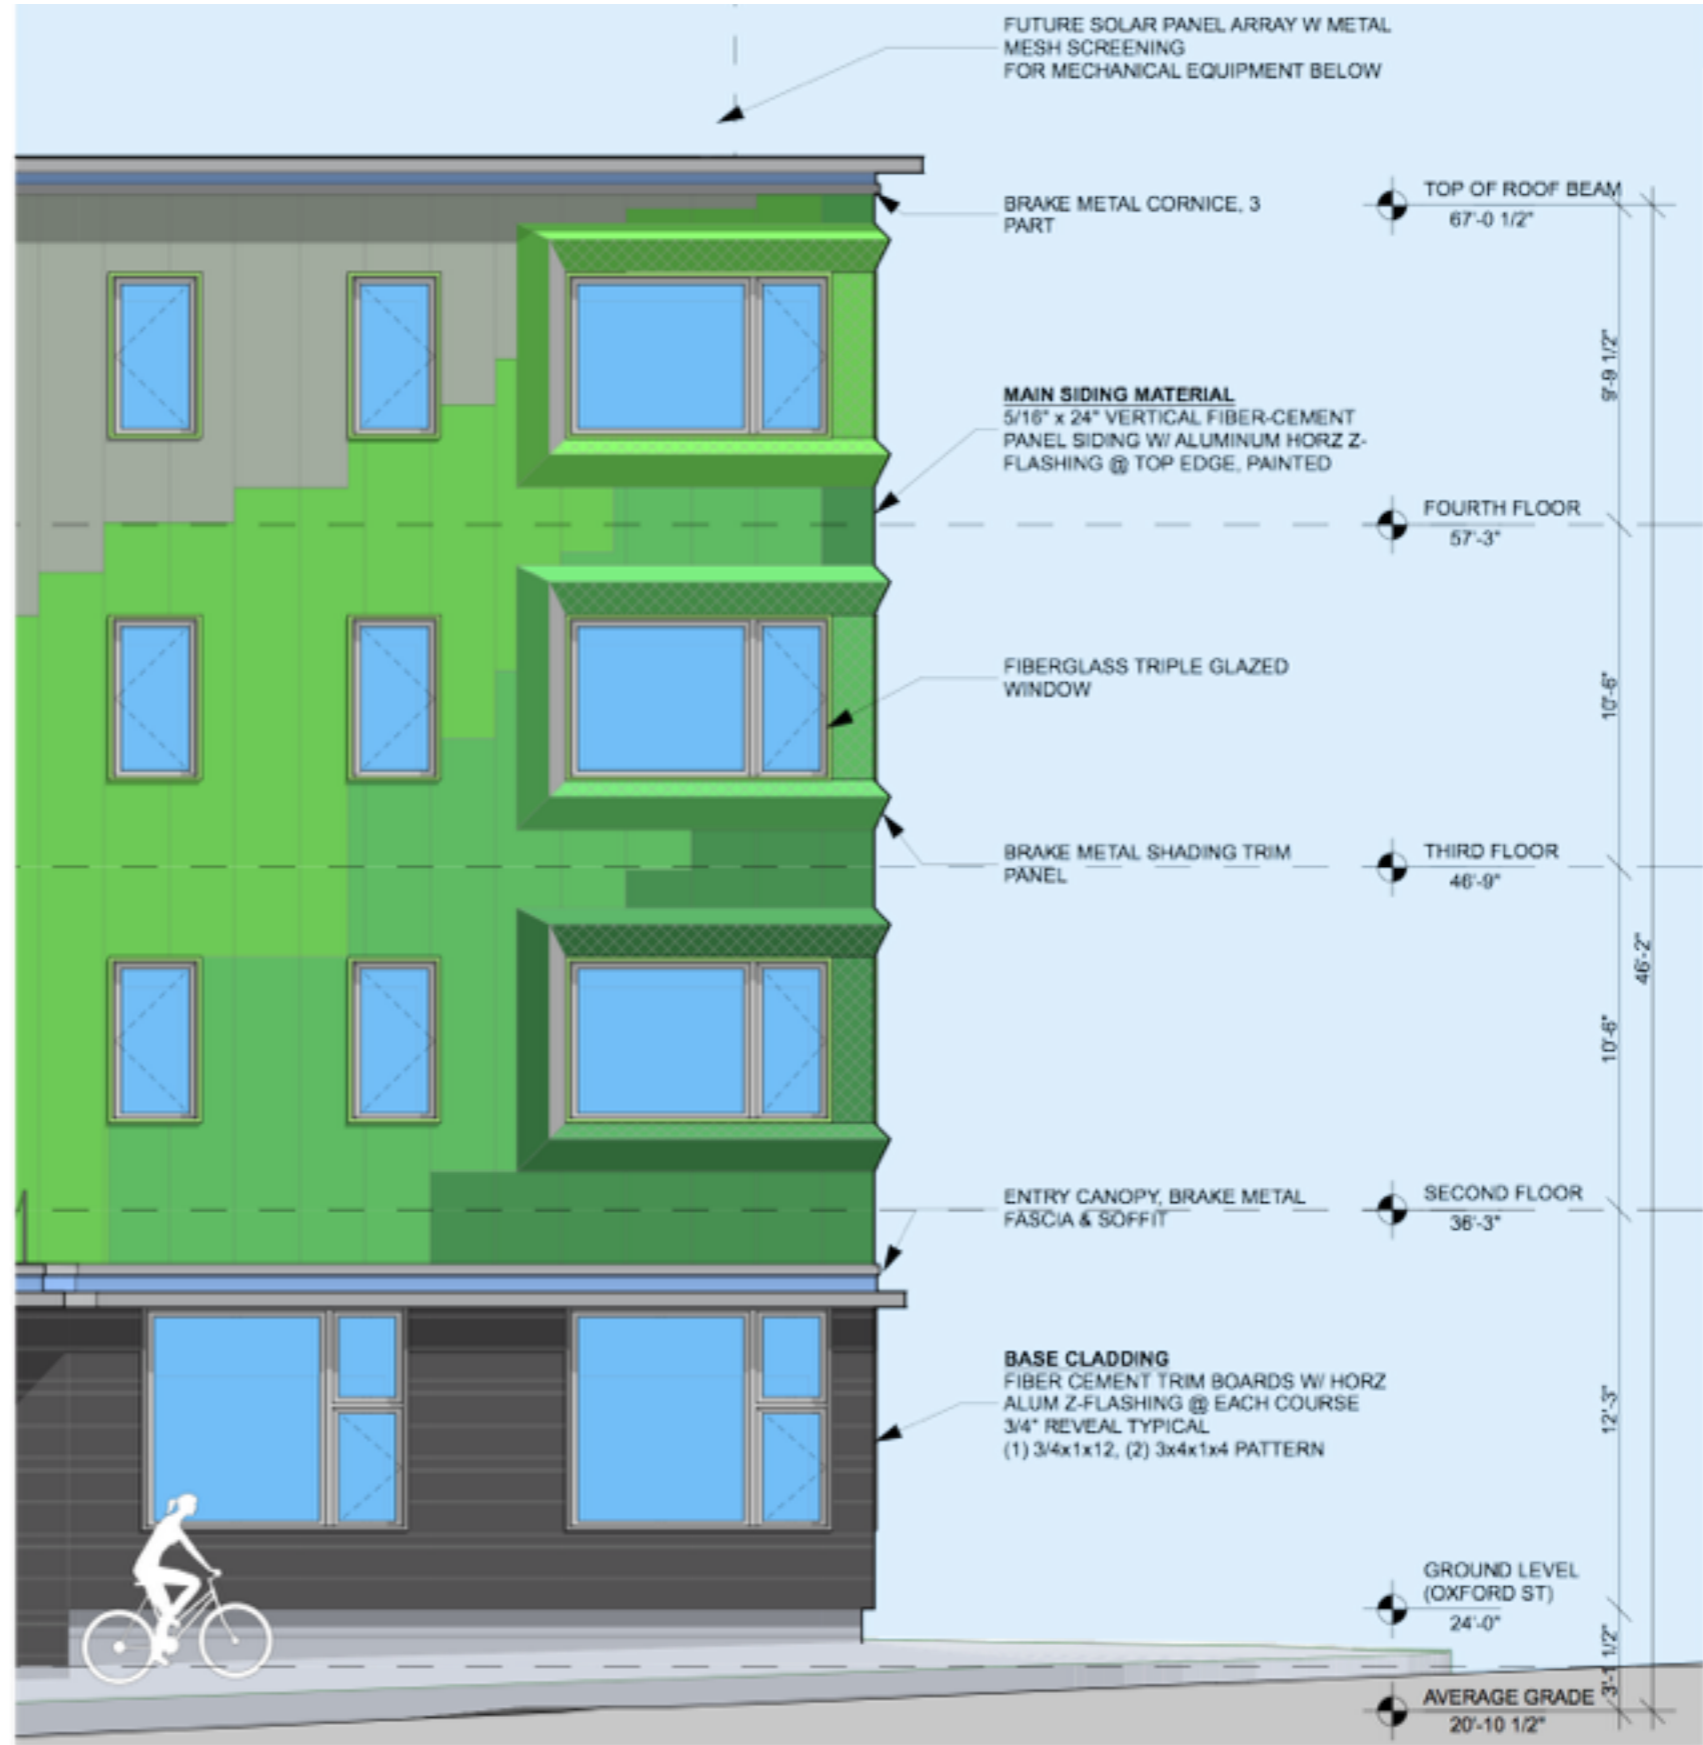 FUTURE SOLAR PANEL ARRAY W METAL
MESH SCREENING
FOR MECHANICAL EQUIPMENT BELOW
BRAKE METAL CORNICE, 3
PART
TOP OF ROOF BEAM
67'-0 1/2"
9'-9 1/2"
MAIN SIDING MATERIAL
5/16" x 24" VERTICAL FIBER-CEMENT
PANEL SIDING W/ ALUMINUM HORZ Z-
FLASHING @ TOP EDGE, PAINTED
FOURTH FLOOR
57'-3"
FIBERGLASS TRIPLE GLAZED
WINDOW
10'-6"
BRAKE METAL SHADING TRIM
PANEL
THIRD FLOOR
46'-9"
46'-2"
10'-6"
ENTRY CANOPY, BRAKE METAL
FASCIA & SOFFIT
SECOND FLOOR
36'-3"
BASE CLADDING
FIBER CEMENT TRIM BOARDS W/ HORZ
ALUM Z-FLASHING @ EACH COURSE
3/4" REVEAL TYPICAL
(1) 3/4x1x12, (2) 3x4x1x4 PATTERN
12'-3"
GROUND LEVEL
(OXFORD ST)
24'-0"
3'-1 1/2"
AVERAGE GRADE
20'-10 1/2"